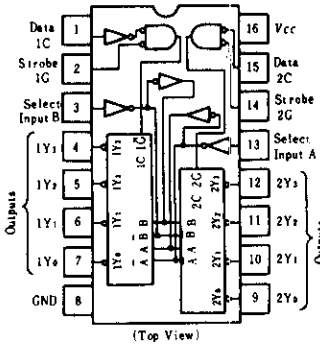 Data 1C
1
16
Vcc
Strobe 1G
2
15
Data 2C
Select Input B
3
14
Strobe 2G
1Y3
4
13
Select Input A
1Y2
5
12
2Y3
1Y1
6
11
2Y2
1Y0
7
10
2Y1
GND
8
9
2Y0
Outputs
Outputs
1C 1G
1Y3
1Y2
1Y1
1Y0
B
B
A
A
2C 2G
B
B
A
A
2Y3
2Y2
2Y1
2Y0
(Top View)